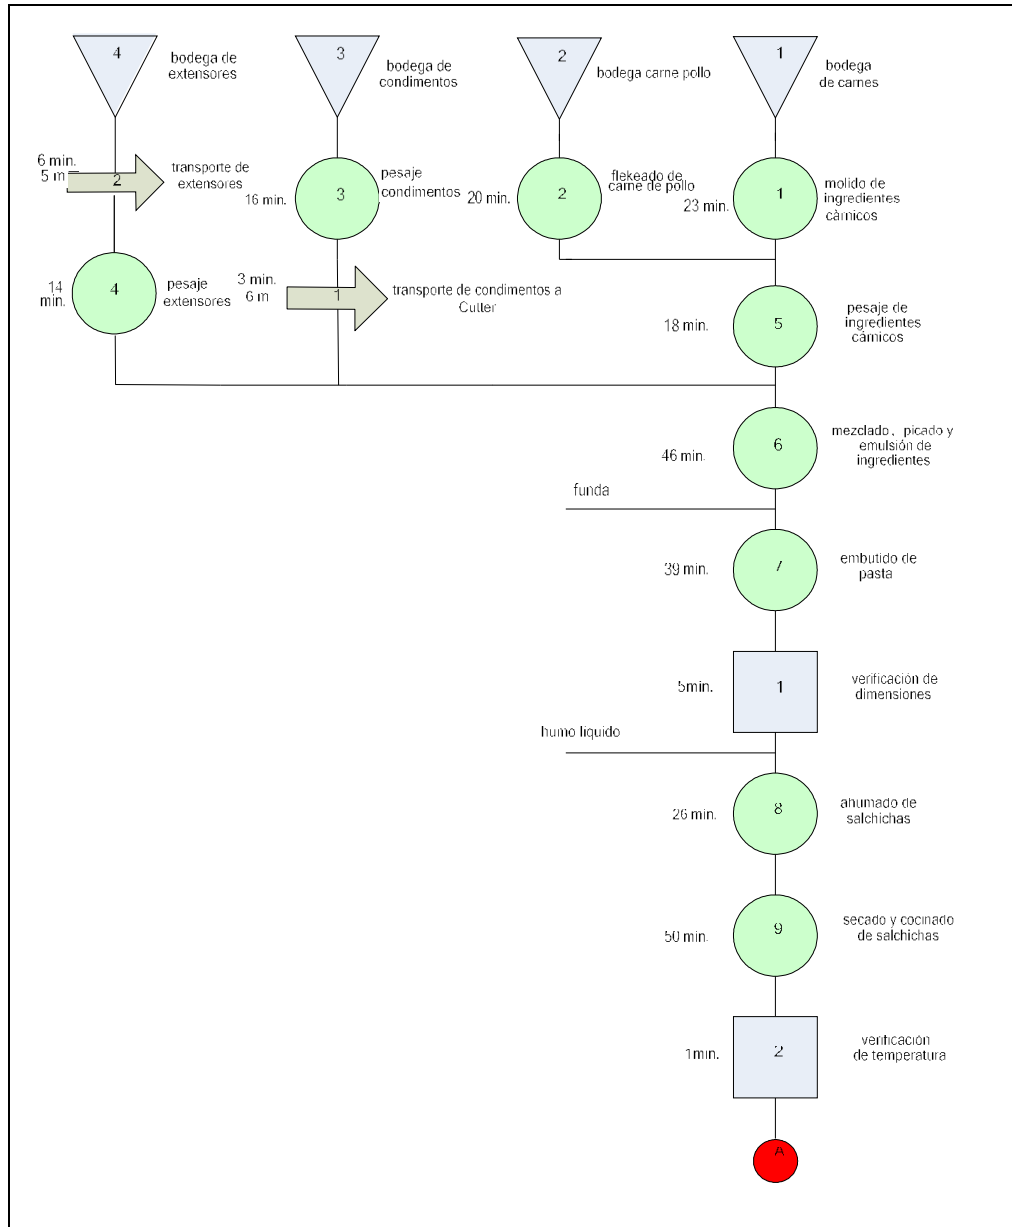 4
bodega de
extensores
3
bodega de
condimentos
2
bodega carne pollo
1
bodega
de carnes
6 min.
5 m
2
transporte de
extensores
16 min.
3
pesaje
condimentos
20 min.
2
flekeado de
carne de pollo
23 min.
1
molido de
ingredientes
càrnicos
14
min.
4
pesaje
extensores
3 min.
6 m
1
transporte de condimentos a
Cutter
18 min.
5
pesaje de
ingredientes
cárnicos
46 min.
6
mezclado, picado y
emulsión de
ingredientes
funda
39 min.
7
embutido de
pasta
5min.
1
verificación de
dimensiones
humo líquido
26 min.
8
ahumado de
salchichas
50 min.
9
secado y cocinado
de salchichas
1min.
2
verificación
de temperatura
A